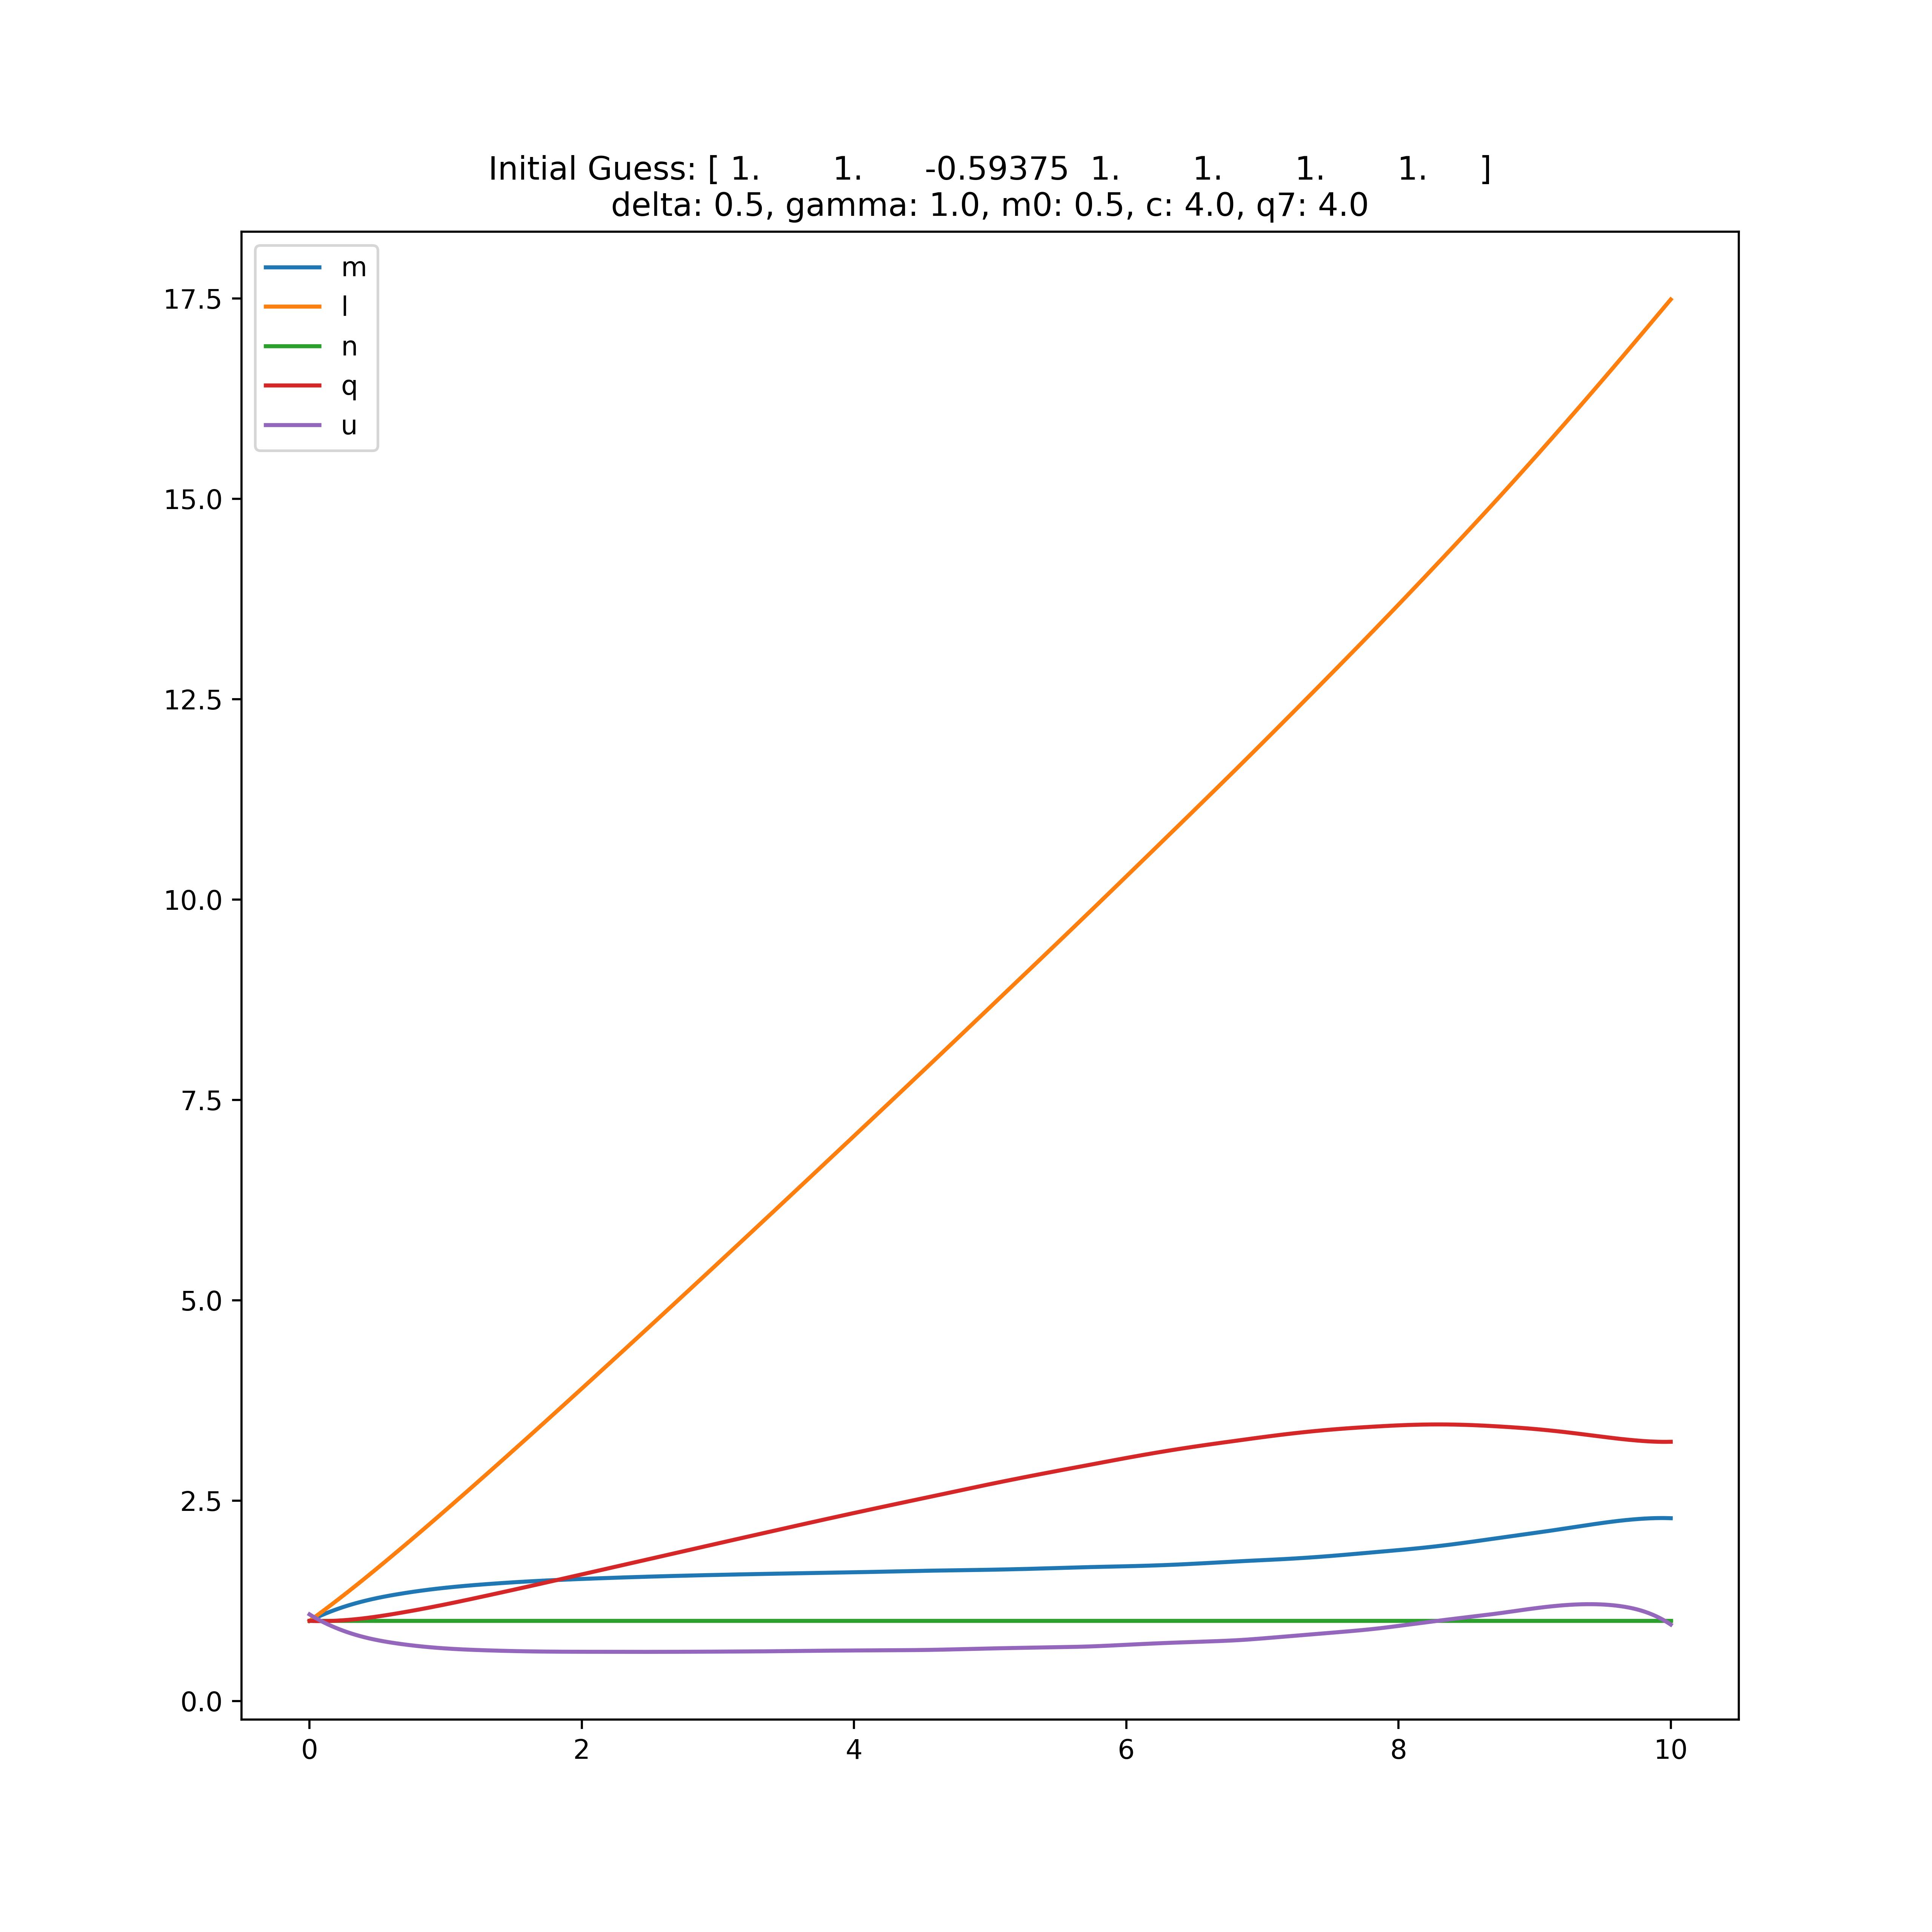 Initial Guess: [ 1. 1. -0.59375 1. 1. 1. 1. ]
delta: 0.5, gamma: 1.0, m0: 0.5, c: 4.0, q7: 4.0
m
l
n
q
u
17.5
15.0
12.5
10.0
7.5
5.0
2.5
0.0
0 2 4 6 8 10